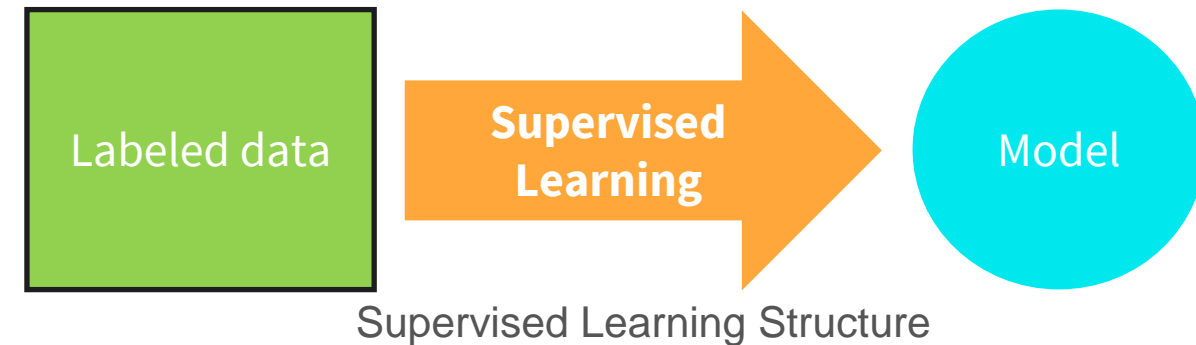 Labeled data
Supervised
Learning
Model
Supervised Learning Structure